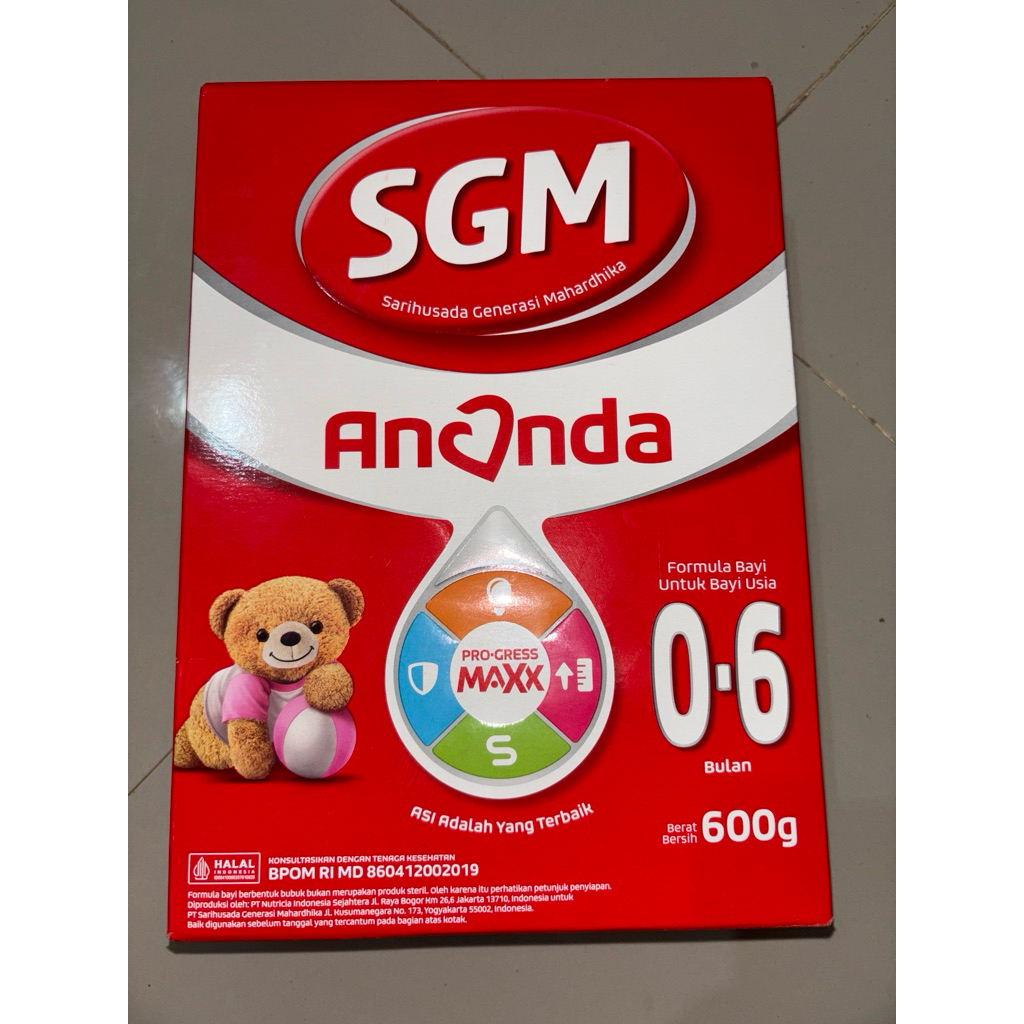 SGM
Sarihusada Generasi Mahardhika
Ananda
Formula Bayi
Untuk Bayi Usia
0-6
Bulan
PRO-GRESS
MAXX
S
ASI Adalah Yang Terbaik
Berat
Bersih 600g
HALAL
INDONESIA
KONSULTASIKAN DENGAN TENAGA KESEHATAN
BPOM RI MD 860412002019
Formula bayi berbentuk bubuk bukan merupakan produk steril. Oleh karena itu perhatikan petunjuk penyiapan.
Diproduksi oleh: PT Nutricia Indonesia Sejahtera Jl. Raya Bogor Km 26,6 Jakarta 13710, Indonesia untuk
PT Sarihusada Generasi Mahardhika Jl. Kusumanegara No. 173, Yogyakarta 55002, Indonesia.
Baik digunakan sebelum tanggal yang tercantum pada bagian atas kotak.